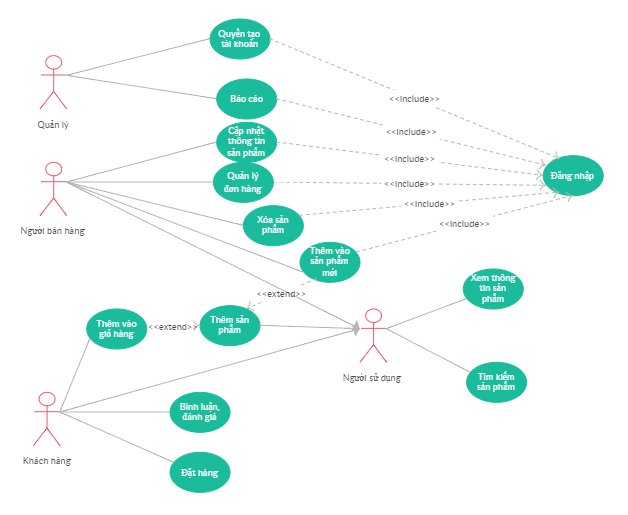 Quyền tạo
tài khoản
<<Include>>
Quản lý
Báo cáo
<<Include>>
Cập nhật
thông tin
sản phẩm
<<Include>>
Đăng nhập
Quản lý
đơn hàng
<<Include>>
Người bán hàng
Xóa sản
phẩm
<<Include>>
<<Include>>
Thêm vào
sản phẩm
mới
<<extend>>
Xem thông
tin sản
phẩm
Thêm vào
giỏ hàng
<<extend>>
Thêm sản
phẩm
Người sử dụng
Tìm kiếm
sản phẩm
Khách hàng
Bình luận,
đánh giá
Đặt hàng